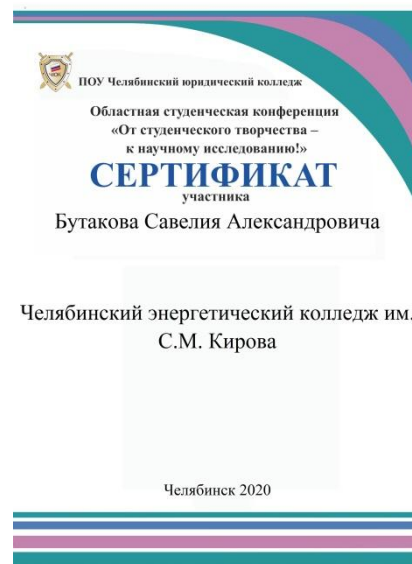 ПОУ Челябинский юридический колледж
Областная студенческая конференция
«От студенческого творчества –
к научному исследованию!»
СЕРТИФИКАТ
участника
Бутакова Савелия Александровича
Челябинский энергетический колледж им.
С.М. Кирова
Челябинск 2020